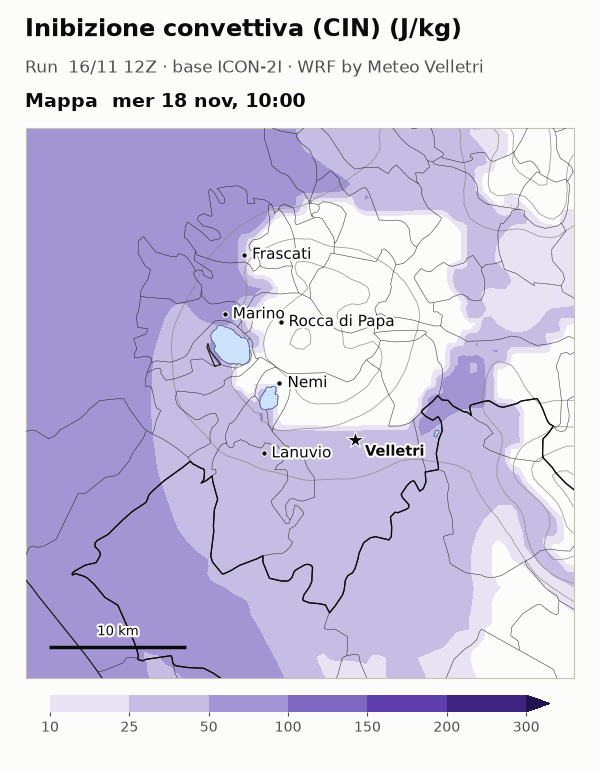 Inibizione convettiva (CIN) (J/kg)
Run  16/11 12Z · base ICON-2I · WRF by Meteo Velletri
Mappa  mer 18 nov, 10:00
Frascati
Marino
Rocca di Papa
Nemi
Velletri
Lanuvio
10 km
10 25 50 100 150 200 300